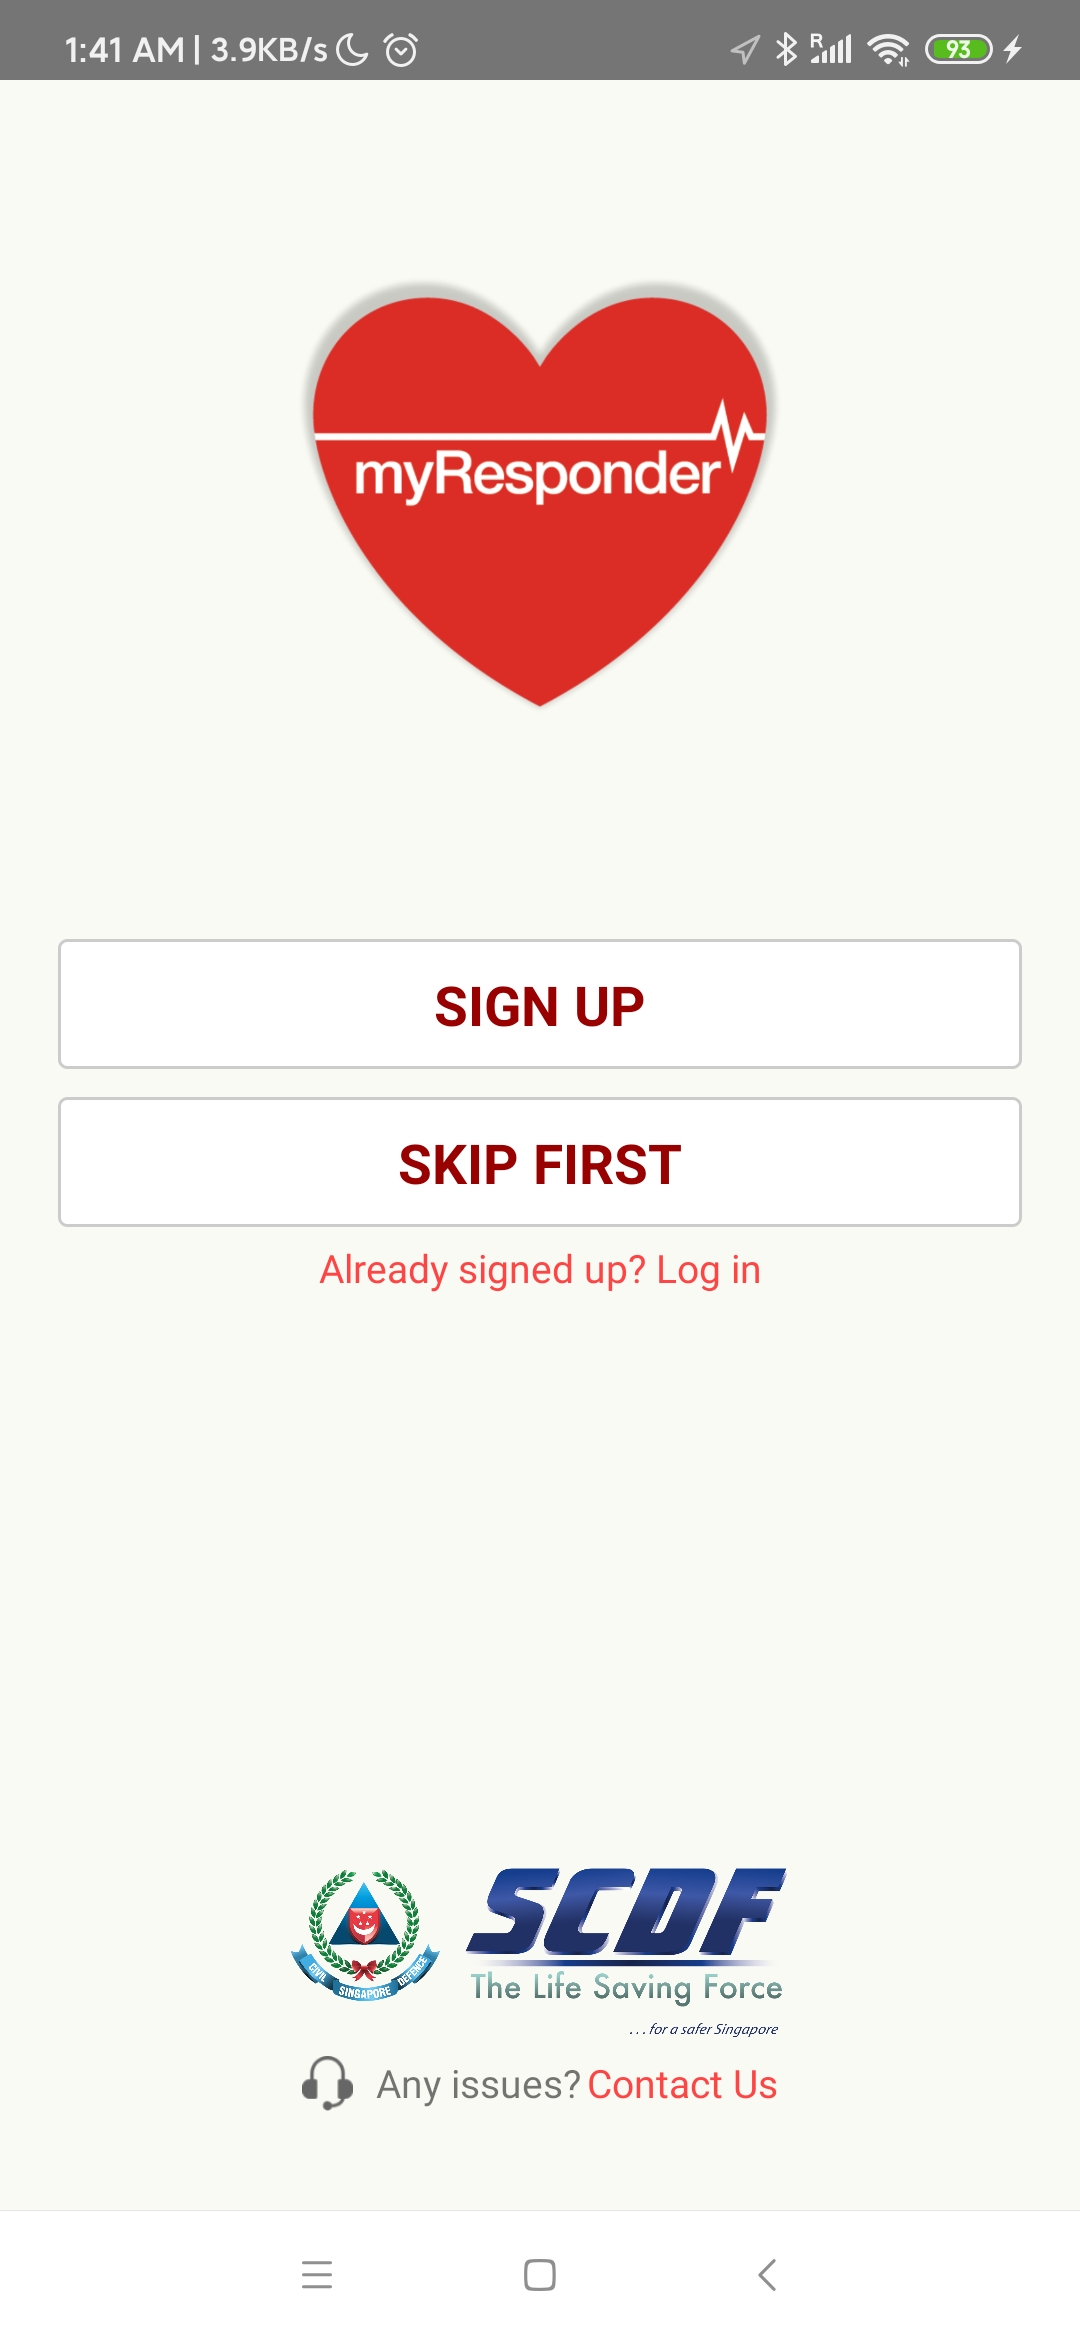 1:41 AM | 3.9KB/s
R
93
myResponder
SIGN UP
SKIP FIRST
Already signed up? Log in
CIVIL SINGAPORE DEFENCE
SCDF
The Life Saving Force
...for a safer Singapore
Any issues? Contact Us